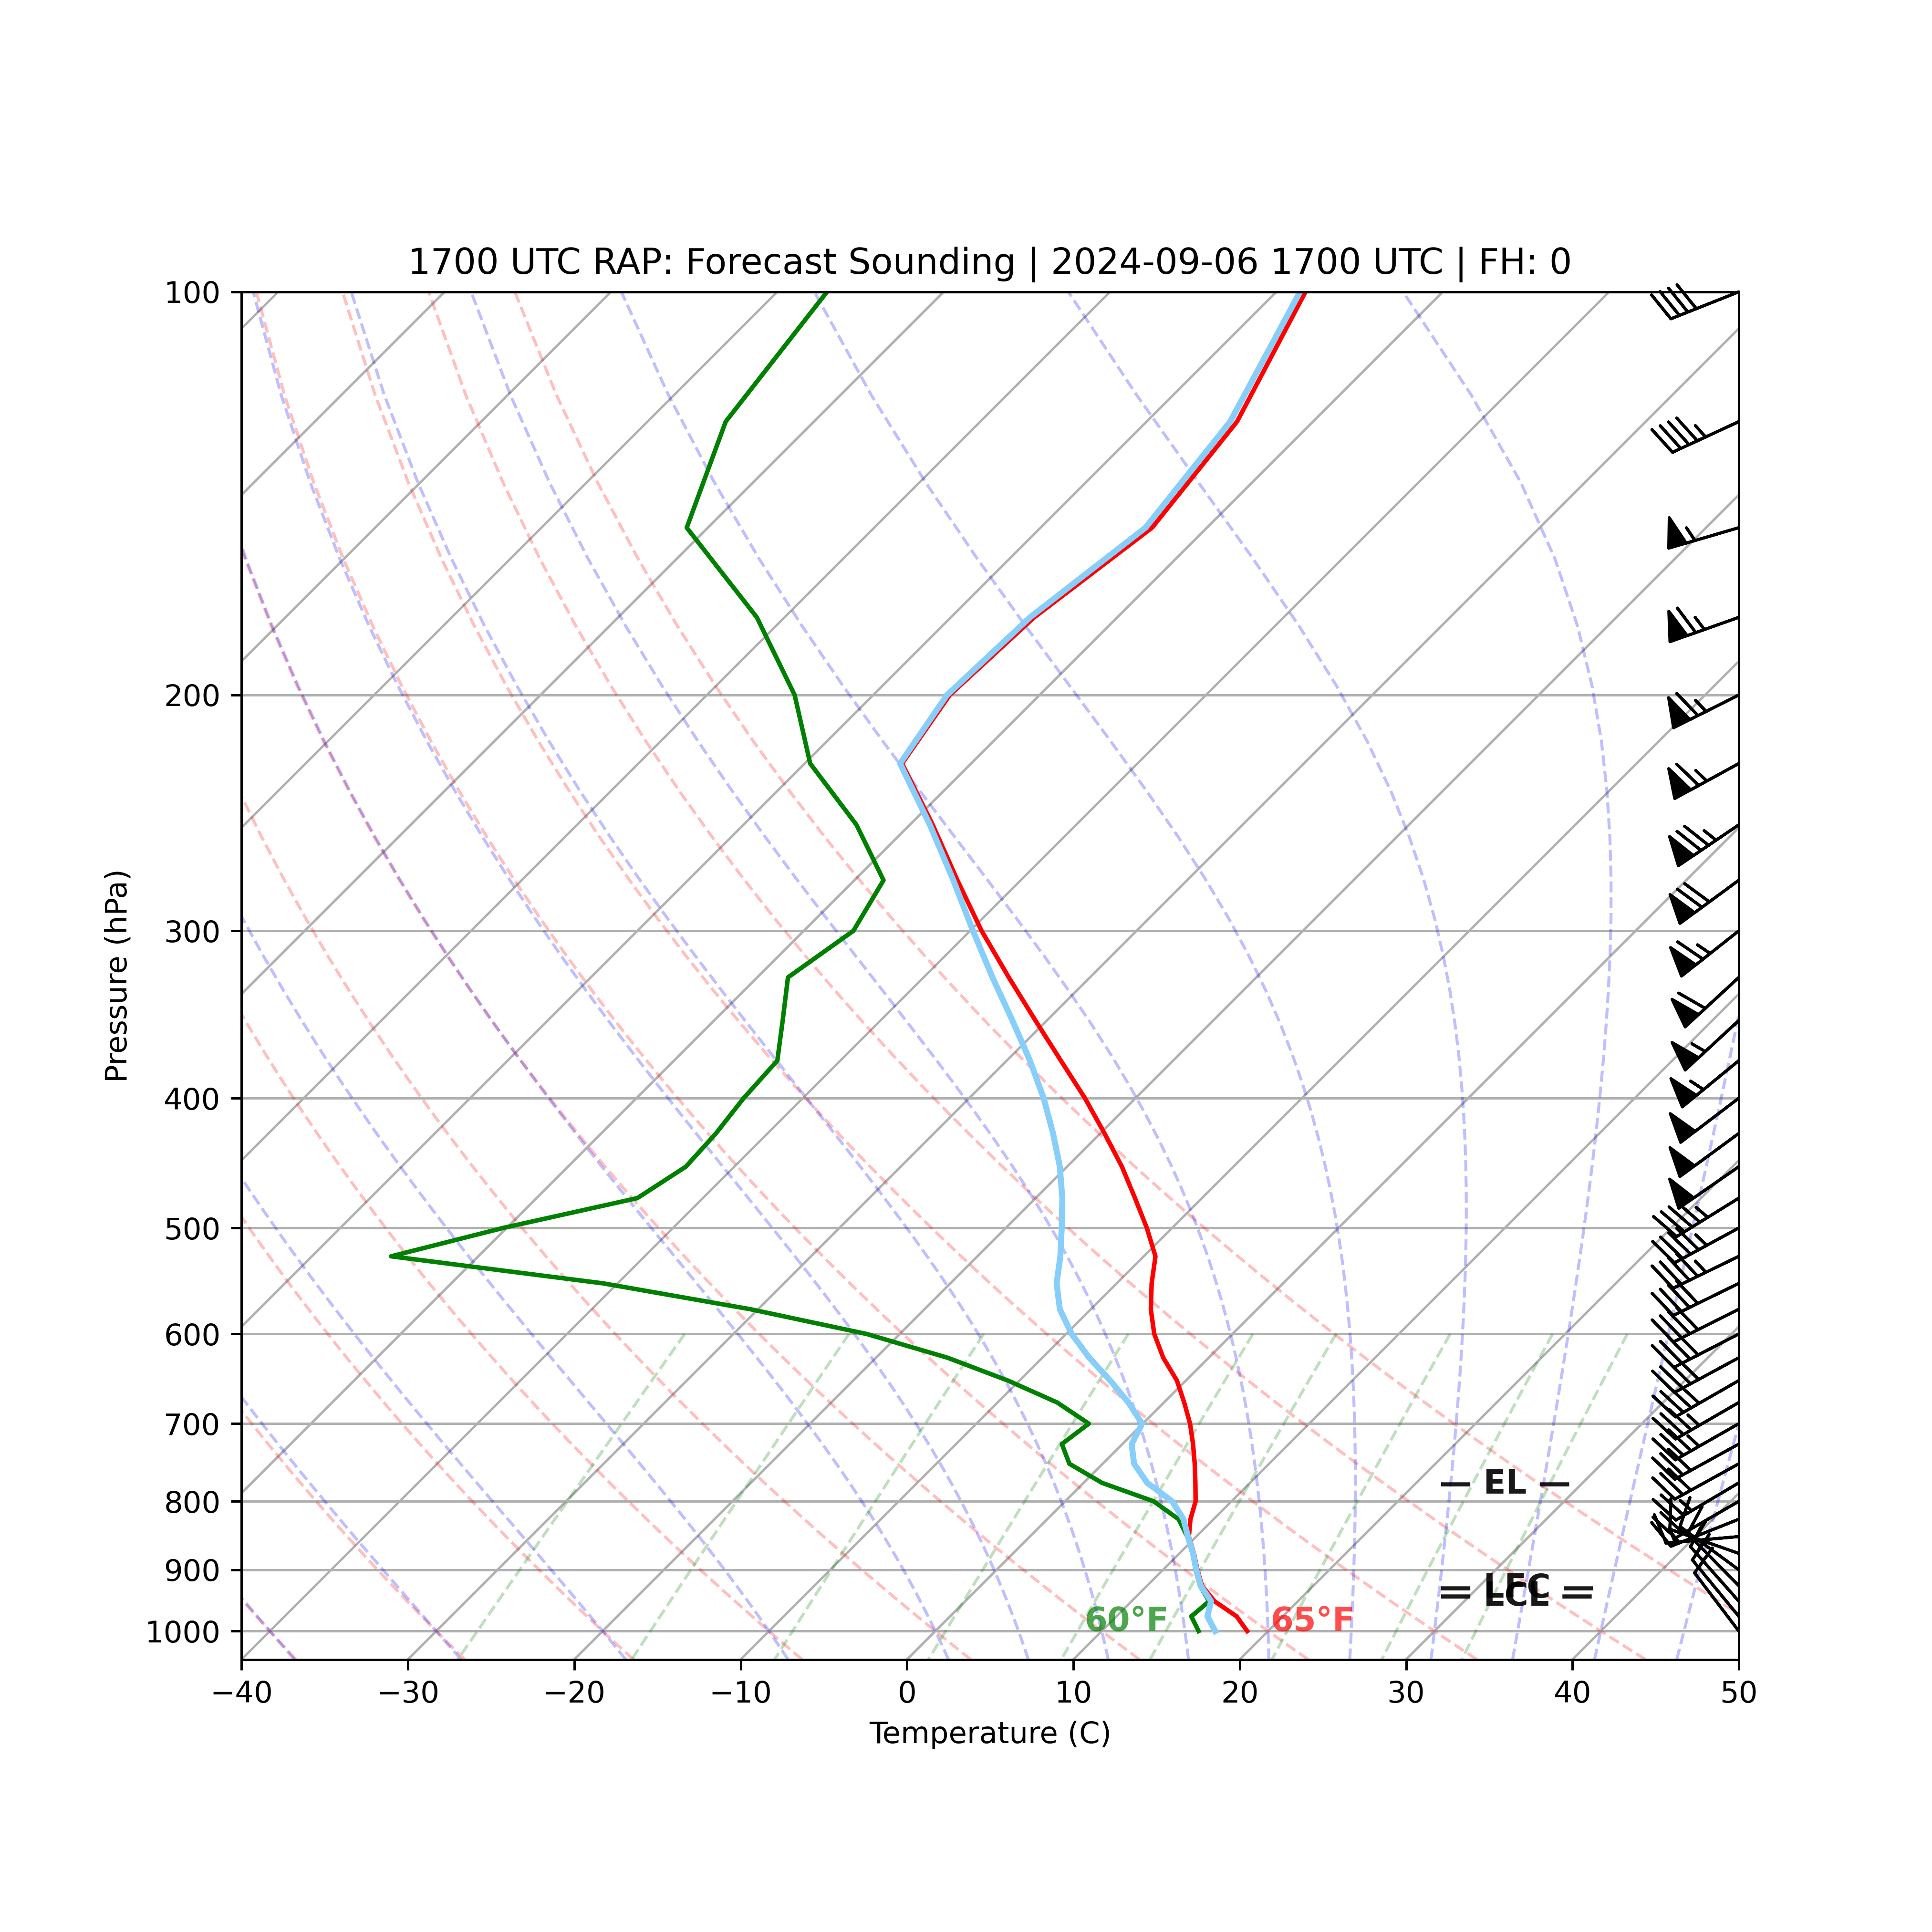 1700 UTC RAP: Forecast Sounding | 2024-09-06 1700 UTC | FH: 0
100
200
300
400
500
600
700
800
900
1000
Pressure (hPa)
— EL —
— LFC —
— LCL —
60°F
65°F
−40 −30 −20 −10 0 10 20 30 40 50
Temperature (C)